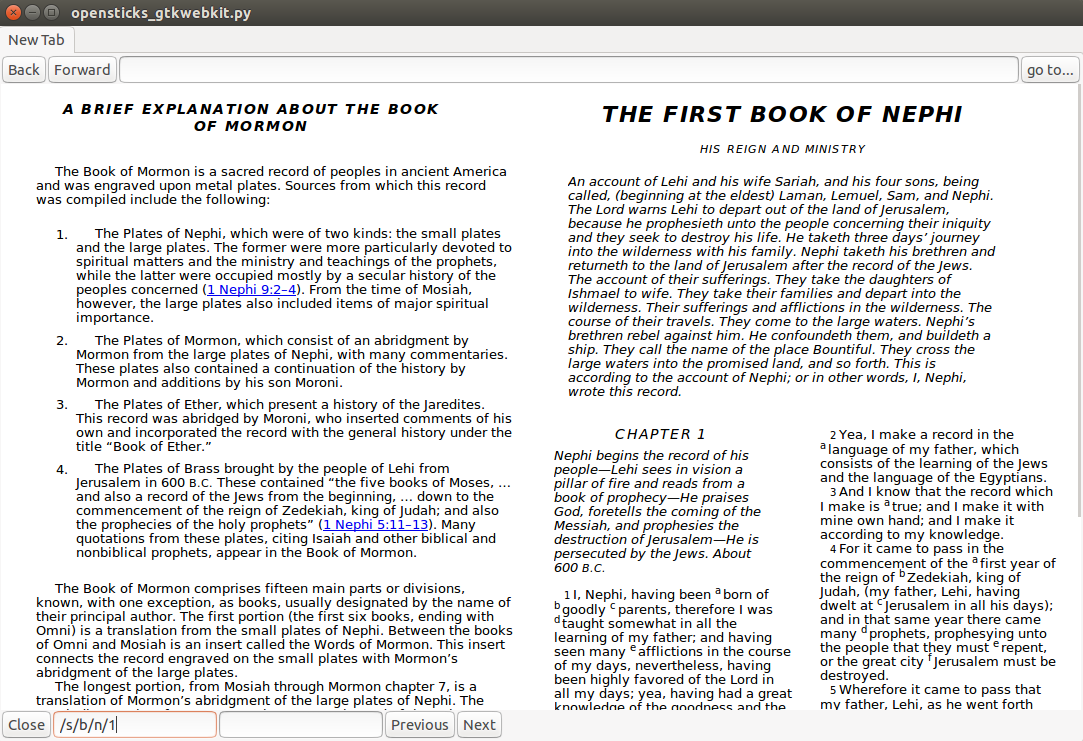 opensticks_gtkwebkit.py
New Tab
Back Forward go to...
A BRIEF EXPLANATION ABOUT THE BOOK
OF MORMON
The Book of Mormon is a sacred record of peoples in ancient America
and was engraved upon metal plates. Sources from which this record
was compiled include the following:
1. The Plates of Nephi, which were of two kinds: the small plates
and the large plates. The former were more particularly devoted to
spiritual matters and the ministry and teachings of the prophets,
while the latter were occupied mostly by a secular history of the
peoples concerned (1 Nephi 9:2–4). From the time of Mosiah,
however, the large plates also included items of major spiritual
importance.
2. The Plates of Mormon, which consist of an abridgment by
Mormon from the large plates of Nephi, with many commentaries.
These plates also contained a continuation of the history by
Mormon and additions by his son Moroni.
3. The Plates of Ether, which present a history of the Jaredites.
This record was abridged by Moroni, who inserted comments of his
own and incorporated the record with the general history under the
title “Book of Ether.”
4. The Plates of Brass brought by the people of Lehi from
Jerusalem in 600 B.C. These contained “the five books of Moses, ...
and also a record of the Jews from the beginning, ... down to the
commencement of the reign of Zedekiah, king of Judah; and also
the prophecies of the holy prophets” (1 Nephi 5:11–13). Many
quotations from these plates, citing Isaiah and other biblical and
nonbiblical prophets, appear in the Book of Mormon.
The Book of Mormon comprises fifteen main parts or divisions,
known, with one exception, as books, usually designated by the name of
their principal author. The first portion (the first six books, ending with
Omni) is a translation from the small plates of Nephi. Between the books
of Omni and Mosiah is an insert called the Words of Mormon. This insert
connects the record engraved on the small plates with Mormon’s
abridgment of the large plates.
The longest portion, from Mosiah through Mormon chapter 7, is a
translation of Mormon’s abridgment of the large plates of Nephi. The
THE FIRST BOOK OF NEPHI
HIS REIGN AND MINISTRY
An account of Lehi and his wife Sariah, and his four sons, being
called, (beginning at the eldest) Laman, Lemuel, Sam, and Nephi.
The Lord warns Lehi to depart out of the land of Jerusalem,
because he prophesieth unto the people concerning their iniquity
and they seek to destroy his life. He taketh three days’ journey
into the wilderness with his family. Nephi taketh his brethren and
returneth to the land of Jerusalem after the record of the Jews.
The account of their sufferings. They take the daughters of
Ishmael to wife. They take their families and depart into the
wilderness. Their sufferings and afflictions in the wilderness. The
course of their travels. They come to the large waters. Nephi’s
brethren rebel against him. He confoundeth them, and buildeth a
ship. They call the name of the place Bountiful. They cross the
large waters into the promised land, and so forth. This is
according to the account of Nephi; or in other words, I, Nephi,
wrote this record.
CHAPTER 1
Nephi begins the record of his
people—Lehi sees in vision a
pillar of fire and reads from a
book of prophecy—He praises
God, foretells the coming of the
Messiah, and prophesies the
destruction of Jerusalem—He is
persecuted by the Jews. About
600 B.C.
1 I, Nephi, having been a born of
b goodly c parents, therefore I was
d taught somewhat in all the
learning of my father; and having
seen many e afflictions in the course
of my days, nevertheless, having
been highly favored of the Lord in
all my days; yea, having had a great
knowledge of the goodness and the
2 Yea, I make a record in the
a language of my father, which
consists of the learning of the Jews
and the language of the Egyptians.
3 And I know that the record which
I make is a true; and I make it with
mine own hand; and I make it
according to my knowledge.
4 For it came to pass in the
commencement of the a first year of
the reign of b Zedekiah, king of
Judah, (my father, Lehi, having
dwelt at c Jerusalem in all his days);
and in that same year there came
many d prophets, prophesying unto
the people that they must e repent,
or the great city f Jerusalem must be
destroyed.
5 Wherefore it came to pass that
my father, Lehi, as he went forth
Close /s/b/n/1 Previous Next